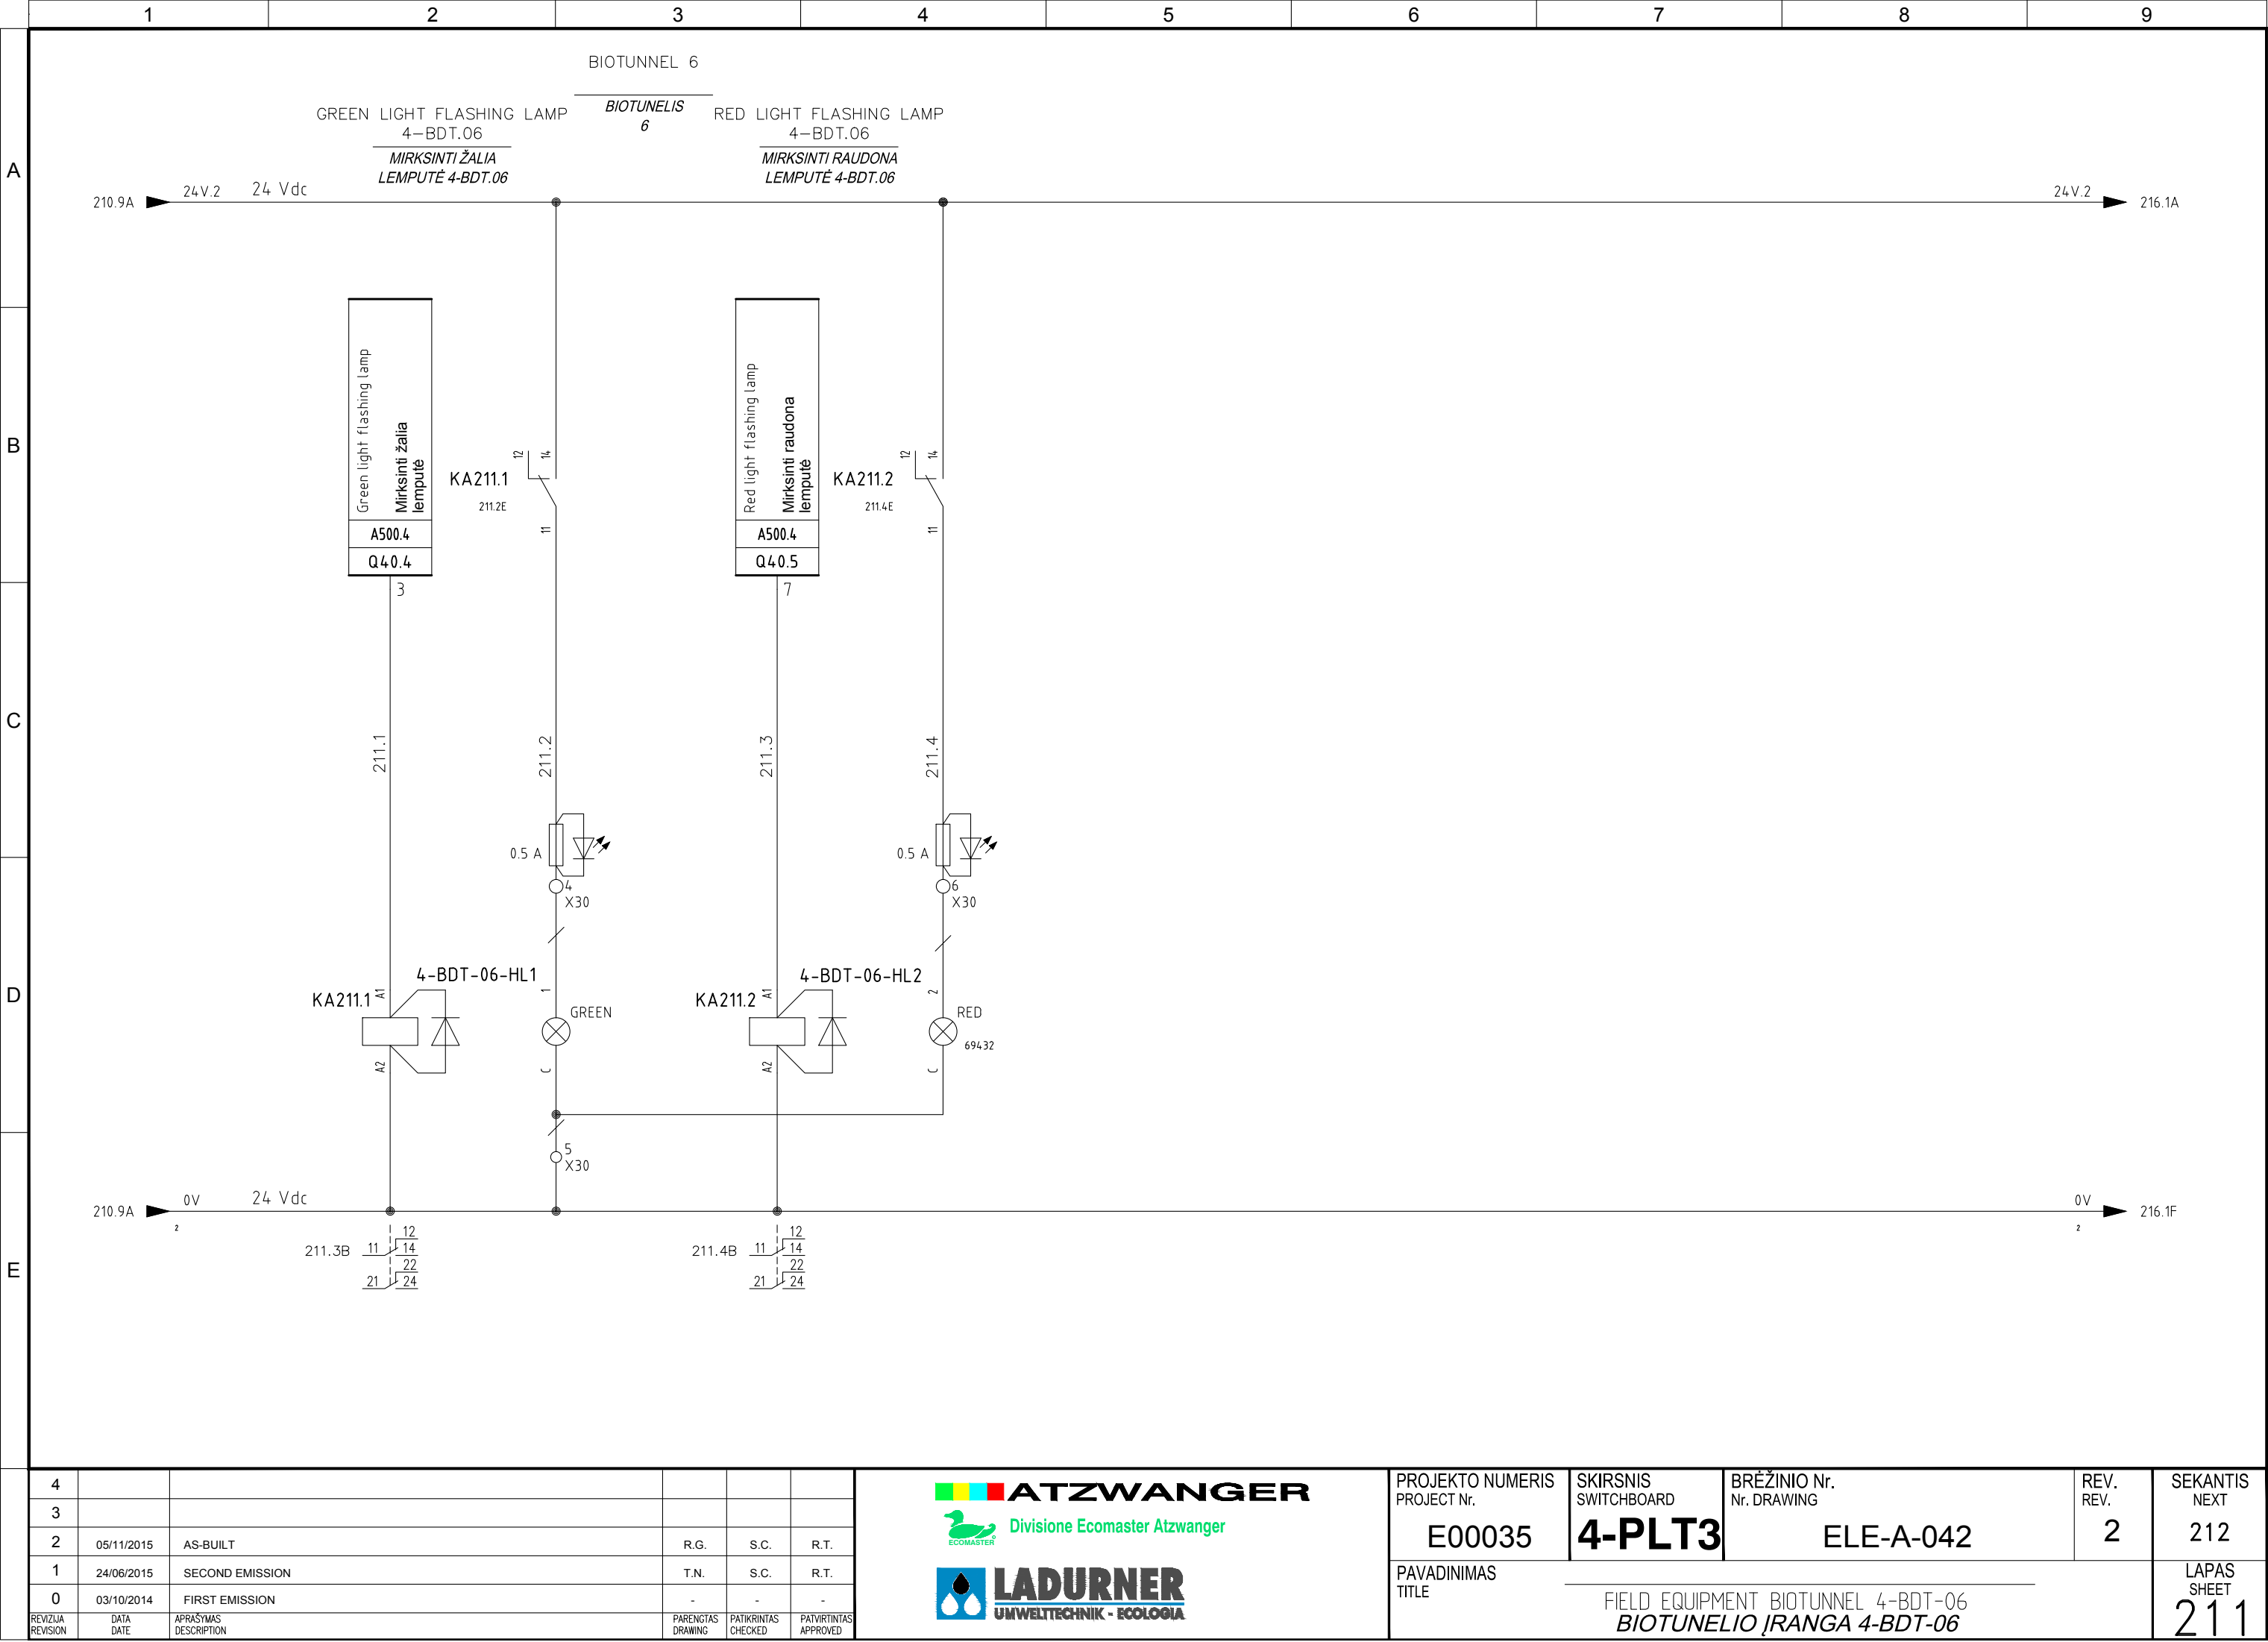 1 2 3 4 5 6 7 8 9
BIOTUNNEL 6
BIOTUNELIS
6
GREEN LIGHT FLASHING LAMP
4-BDT.06
MIRKSINTI ŽALIA
LEMPUTĖ 4-BDT.06
RED LIGHT FLASHING LAMP
4-BDT.06
MIRKSINTI RAUDONA
LEMPUTĖ 4-BDT.06
A
210.9A 24V.2 24 Vdc
24V.2 216.1A
B
Green light flashing lamp
Mirksinti žalia
lemputė
A500.4
Q40.4
3
KA211.1
211.2E
12 14
11
Red light flashing lamp
Mirksinti raudona
lemputė
A500.4
Q40.5
7
KA211.2
211.4E
12 14
11
C
211.1
211.2
211.3
211.4
0.5 A
4
X30
0.5 A
6
X30
D
KA211.1
A1
A2
4-BDT-06-HL1
1
GREEN
C
KA211.2
A1
A2
4-BDT-06-HL2
2
RED
69432
C
5
X30
210.9A 0V 24 Vdc
2
0V 216.1F
2
E
211.3B 11 12
14
22
21 24
211.4B 11 12
14
22
21 24
4
3
2 05/11/2015 AS-BUILT R.G. S.C. R.T.
1 24/06/2015 SECOND EMISSION T.N. S.C. R.T.
0 03/10/2014 FIRST EMISSION - - -
REVIZIJA DATA APRAŠYMAS PARENGTAS PATIKRINTAS PATVIRTINTAS
REVISION DATE DESCRIPTION DRAWING CHECKED APPROVED
ATZWANGER
ECOMASTER
Divisione Ecomaster Atzwanger
LADURNER
UMWELTTECHNIK - ECOLOGIA
PROJEKTO NUMERIS
PROJECT Nr.
E00035
SKIRSNIS
SWITCHBOARD
4-PLT3
BRĖŽINIO Nr.
Nr. DRAWING
ELE-A-042
REV.
REV.
2
SEKANTIS
NEXT
212
PAVADINIMAS
TITLE
FIELD EQUIPMENT BIOTUNNEL 4-BDT-06
BIOTUNELIO ĮRANGA 4-BDT-06
LAPAS
SHEET
211